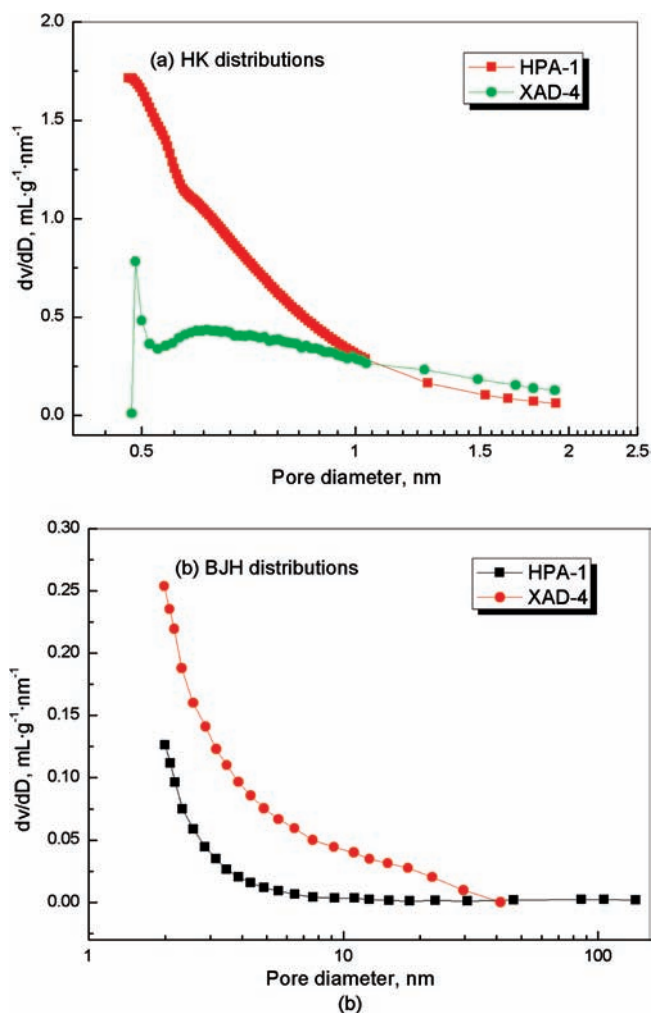 2.0
(a) HK distributions
HPA-1
XAD-4
1.5
1.0
0.5
0.0
dv/dD, mL·g⁻¹·nm⁻¹
0.5 1 1.5 2 2.5
Pore diameter, nm
0.30
(b) BJH distributions
HPA-1
XAD-4
0.25
0.20
0.15
0.10
0.05
0.00
dv/dD, mL·g⁻¹·nm⁻¹
1 10 100
Pore diameter, nm
(b)